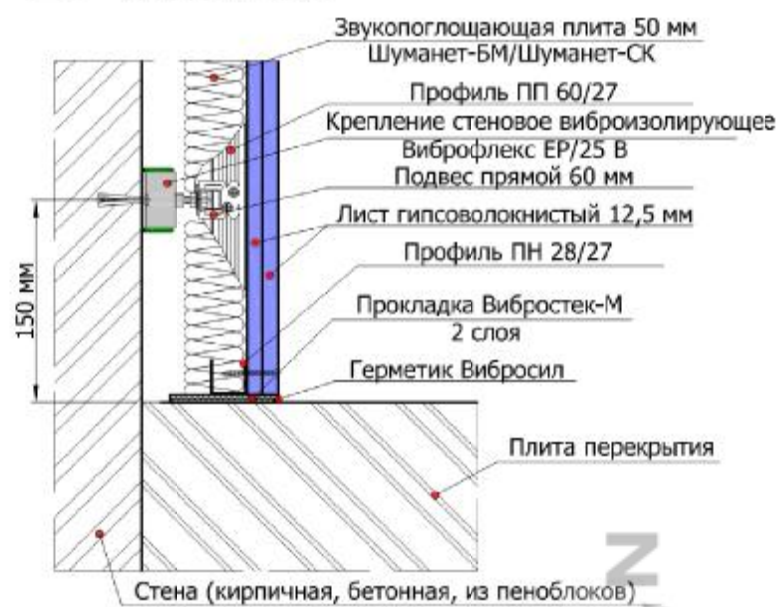 Звукопоглощающая плита 50 мм
Шуманет-БМ/Шуманет-СК
Профиль ПП 60/27
Крепление стеновое виброизолирующее
Виброфлекс ЕР/25 В
Подвес прямой 60 мм
Лист гипсоволокнистый 12,5 мм
Профиль ПН 28/27
150 мм
Прокладка Вибростек-М
2 слоя
Герметик Вибросил
Плита перекрытия
Z
Стена (кирпичная, бетонная, из пеноблоков)